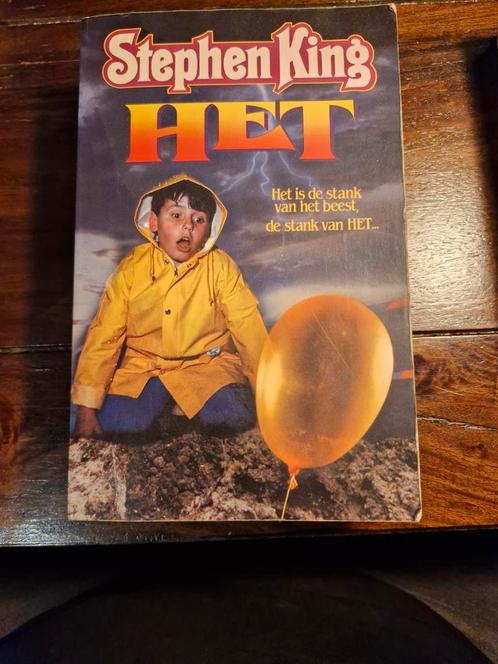 Stephen King
HET
Het is de stank
van het beest,
de stank van HET...